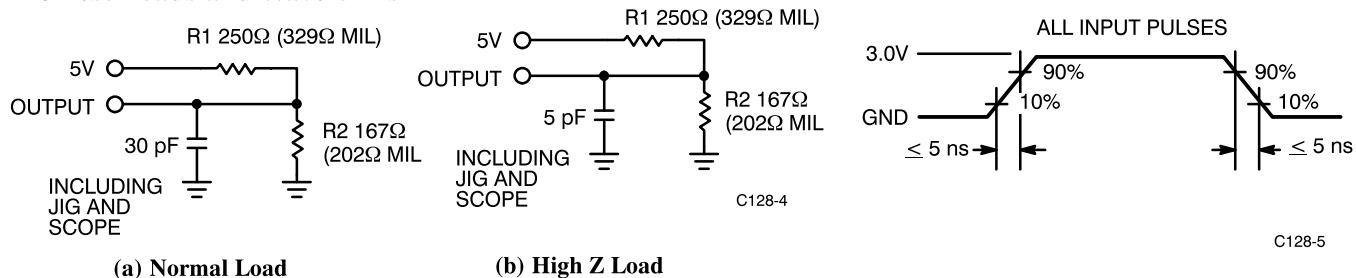 R1 250Ω (329Ω MIL)
5V
OUTPUT
30 pF
R2 167Ω
(202Ω MIL
INCLUDING
JIG AND
SCOPE
(a) Normal Load
R1 250Ω (329Ω MIL)
5V
OUTPUT
5 pF
R2 167Ω
(202Ω MIL
INCLUDING
JIG AND
SCOPE
C128-4
(b) High Z Load
ALL INPUT PULSES
3.0V
90%
90%
10%
10%
GND
≤ 5 ns
≤ 5 ns
C128-5